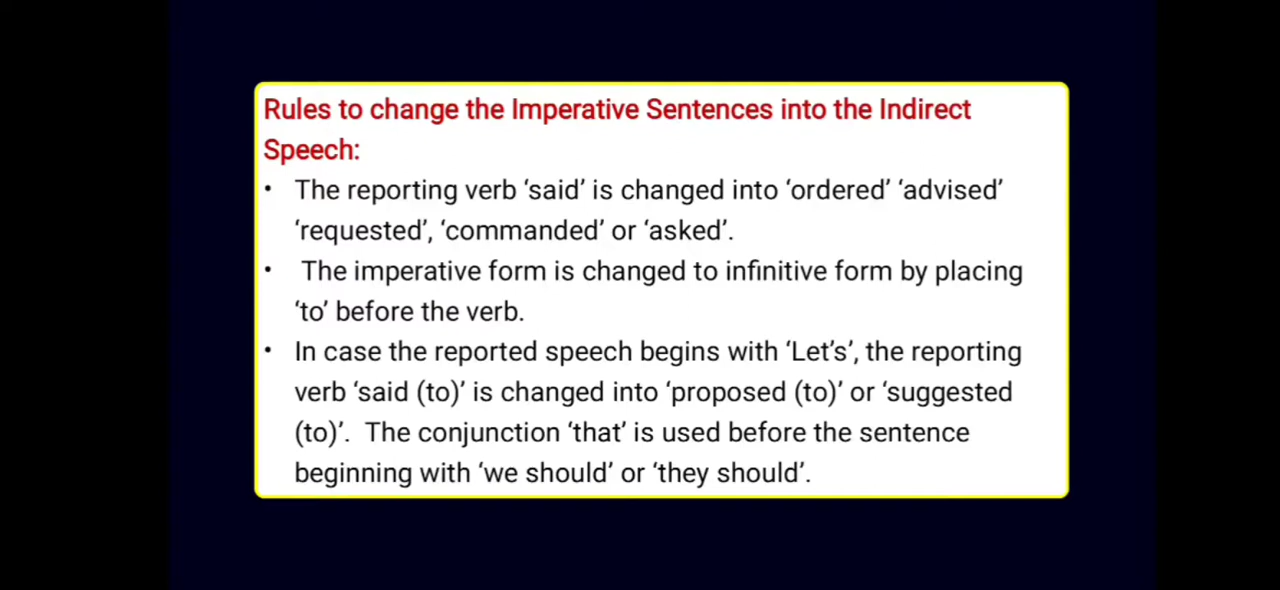 Rules to change the Imperative Sentences into the Indirect
Speech:
• The reporting verb ‘said’ is changed into ‘ordered’ ‘advised’
‘requested’, ‘commanded’ or ‘asked’.
• The imperative form is changed to infinitive form by placing
‘to’ before the verb.
• In case the reported speech begins with ‘Let’s’, the reporting
verb ‘said (to)’ is changed into ‘proposed (to)’ or ‘suggested
(to)’. The conjunction ‘that’ is used before the sentence
beginning with ‘we should’ or ‘they should’.